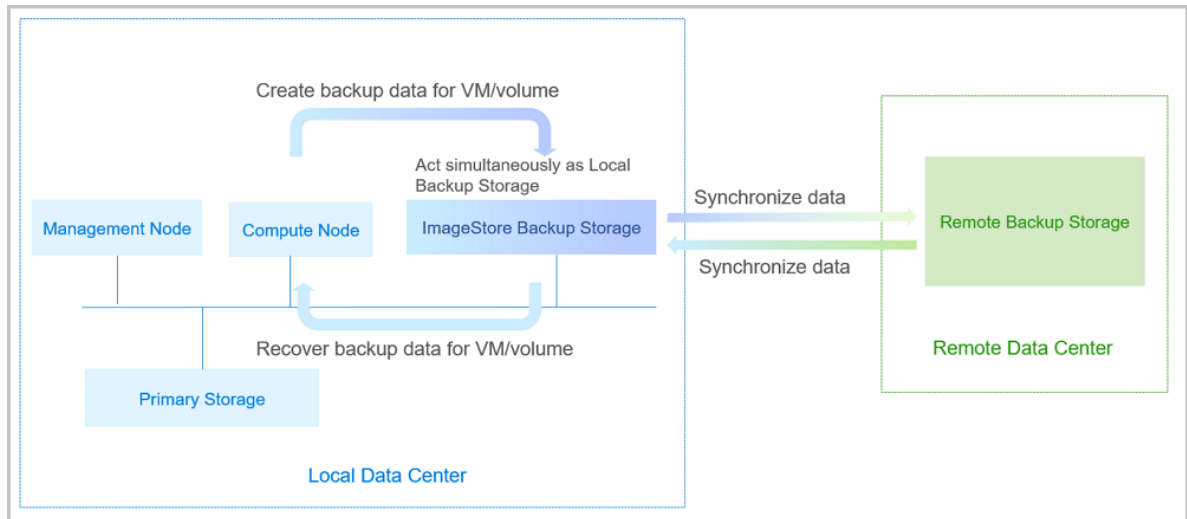 Create backup data for VM/volume
Act simultaneously as Local
Backup Storage
Management Node
Compute Node
ImageStore Backup Storage
Synchronize data
Synchronize data
Remote Backup Storage
Recover backup data for VM/volume
Remote Data Center
Primary Storage
Local Data Center